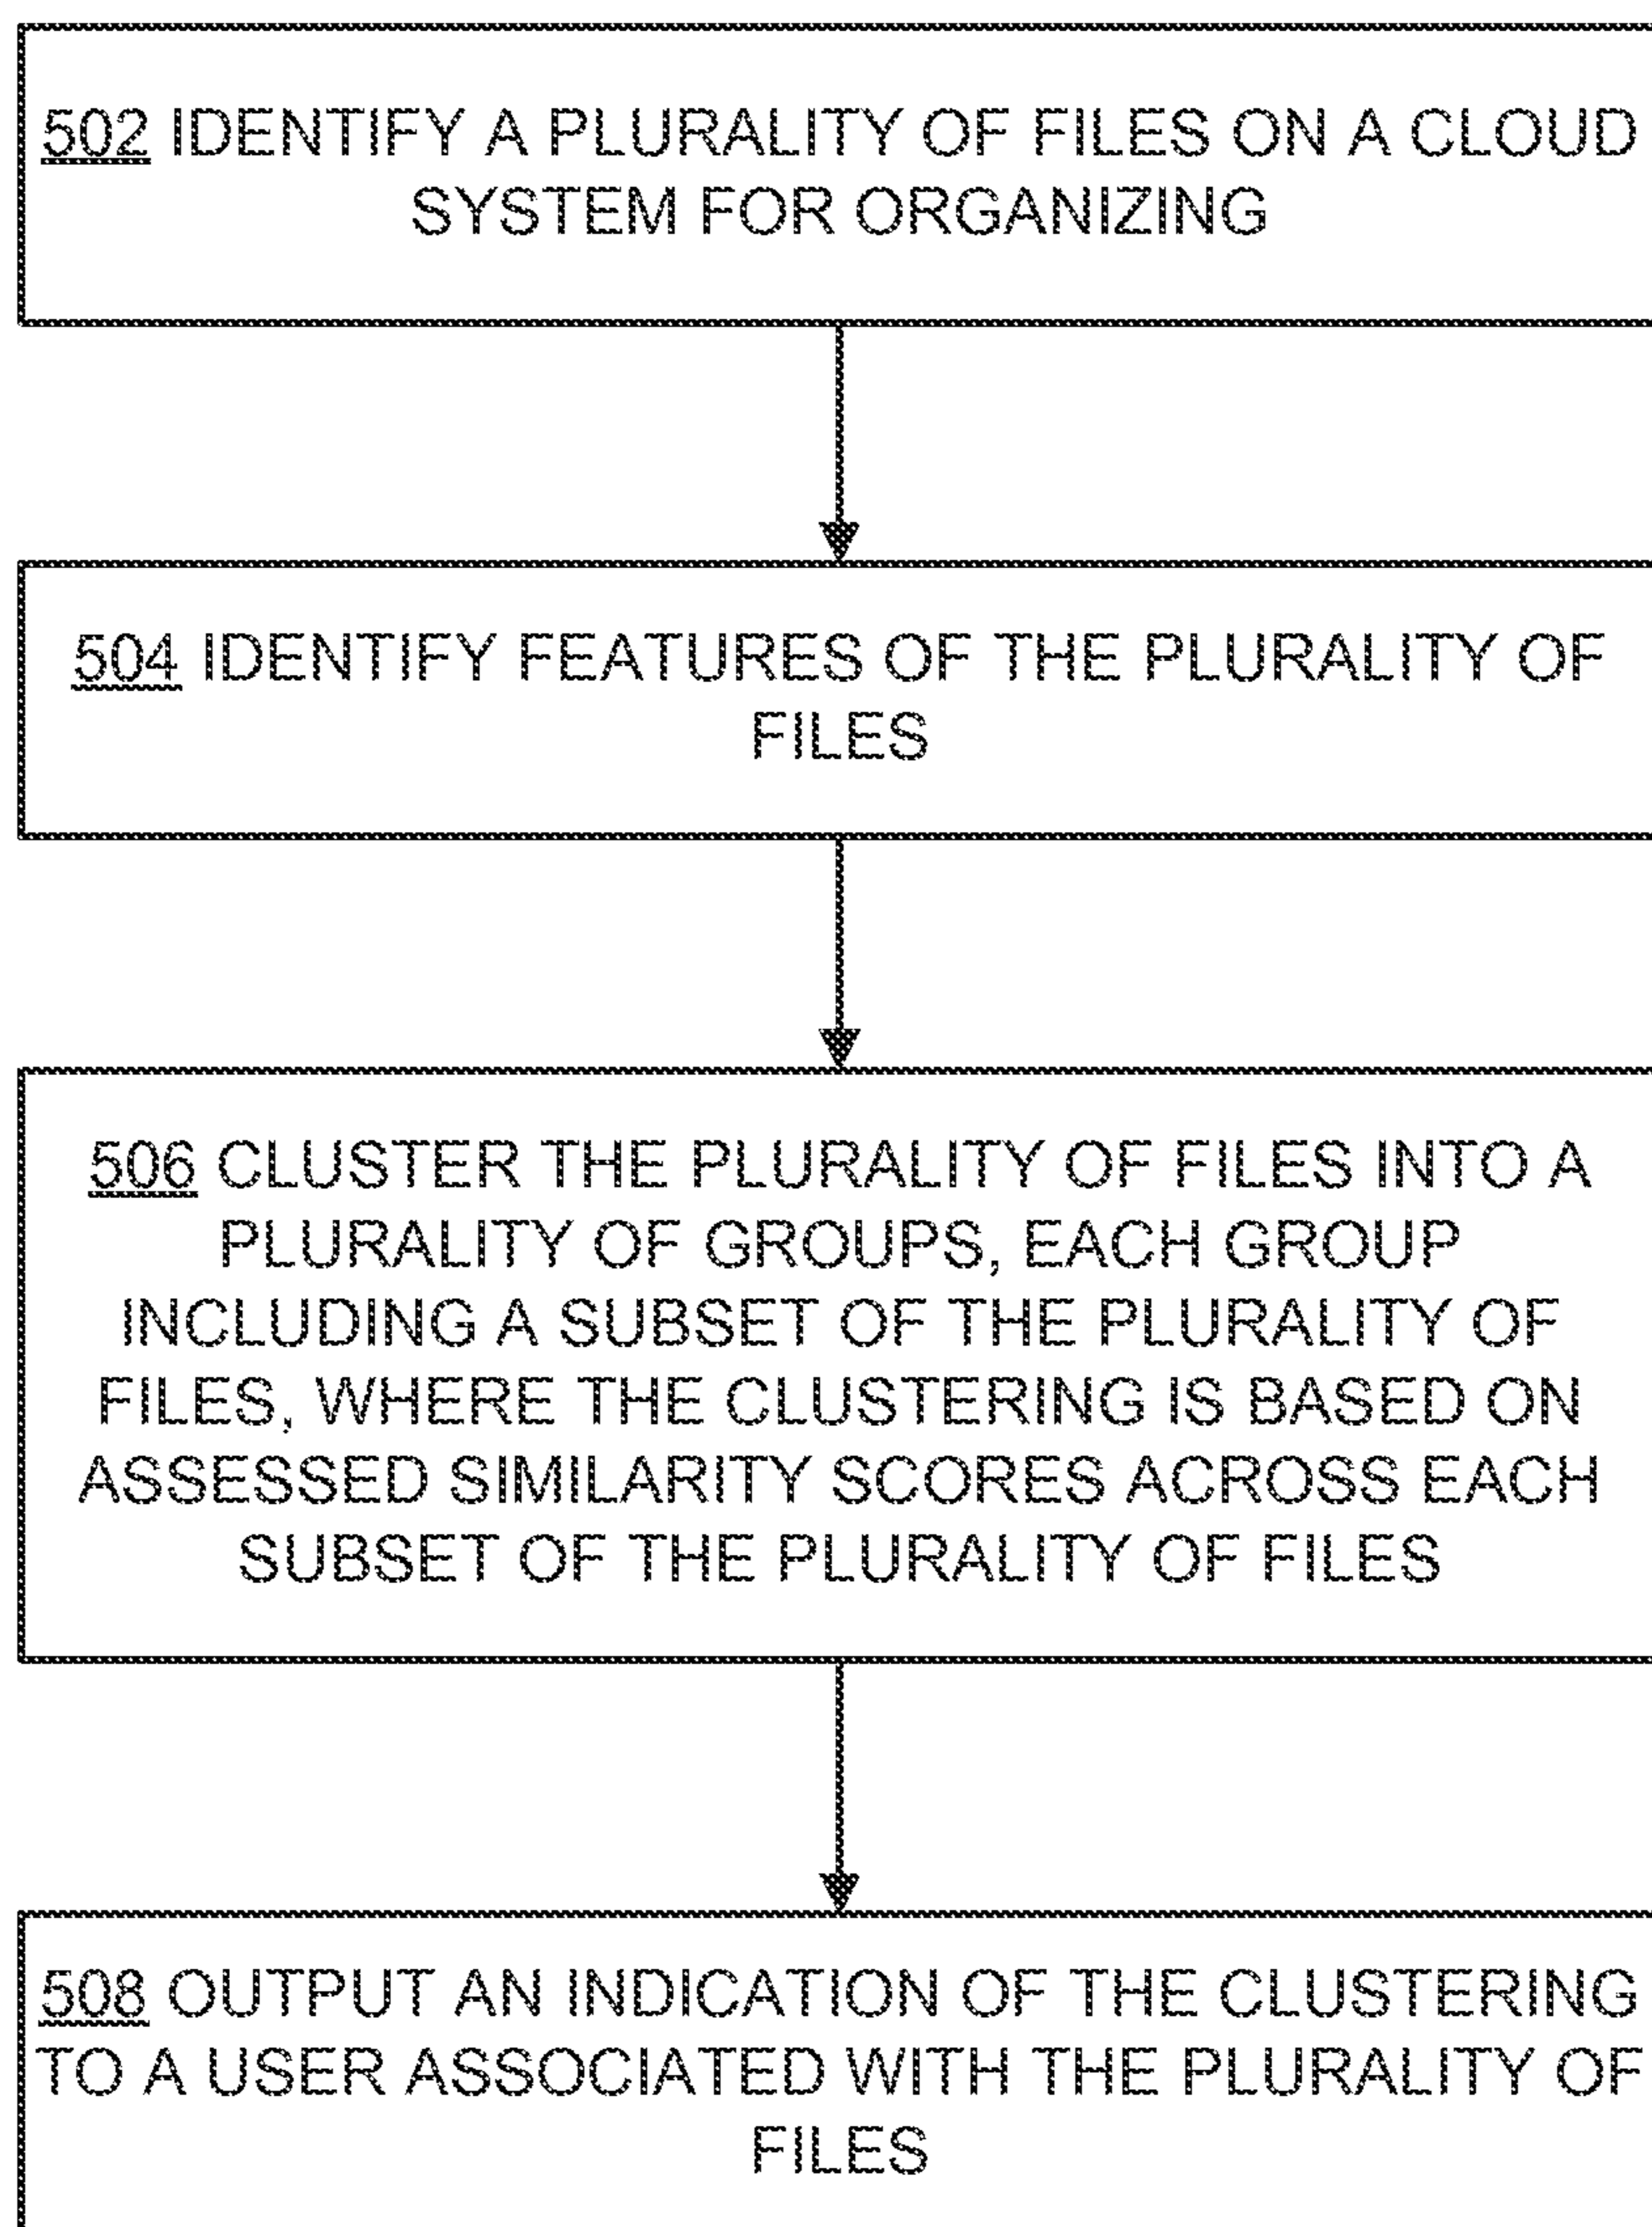 502 IDENTIFY A PLURALITY OF FILES ON A CLOUD
SYSTEM FOR ORGANIZING
504 IDENTIFY FEATURES OF THE PLURALITY OF
FILES
506 CLUSTER THE PLURALITY OF FILES INTO A
PLURALITY OF GROUPS, EACH GROUP
INCLUDING A SUBSET OF THE PLURALITY OF
FILES, WHERE THE CLUSTERING IS BASED ON
ASSESSED SIMILARITY SCORES ACROSS EACH
SUBSET OF THE PLURALITY OF FILES
508 OUTPUT AN INDICATION OF THE CLUSTERING
TO A USER ASSOCIATED WITH THE PLURALITY OF
FILES